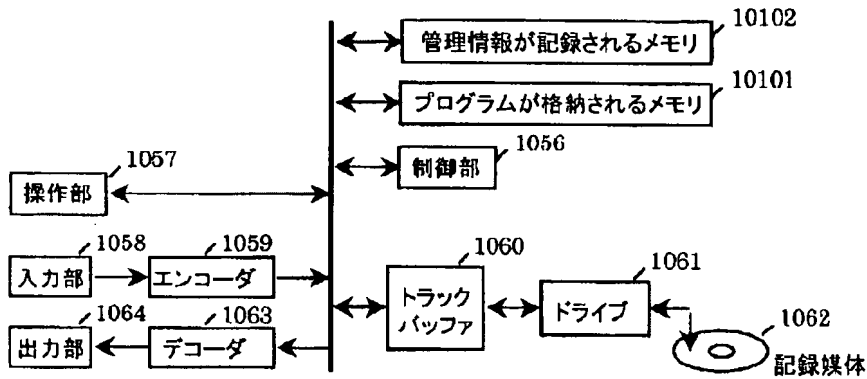 10102
管理情報が記録されるメモリ
10101
プログラムが格納されるメモリ
1056
制御部
1057
操作部
1058
入力部
1059
エンコーダ
1060
トラック
バッファ
1061
ドライブ
1062
記録媒体
1064
出力部
1063
デコーダ